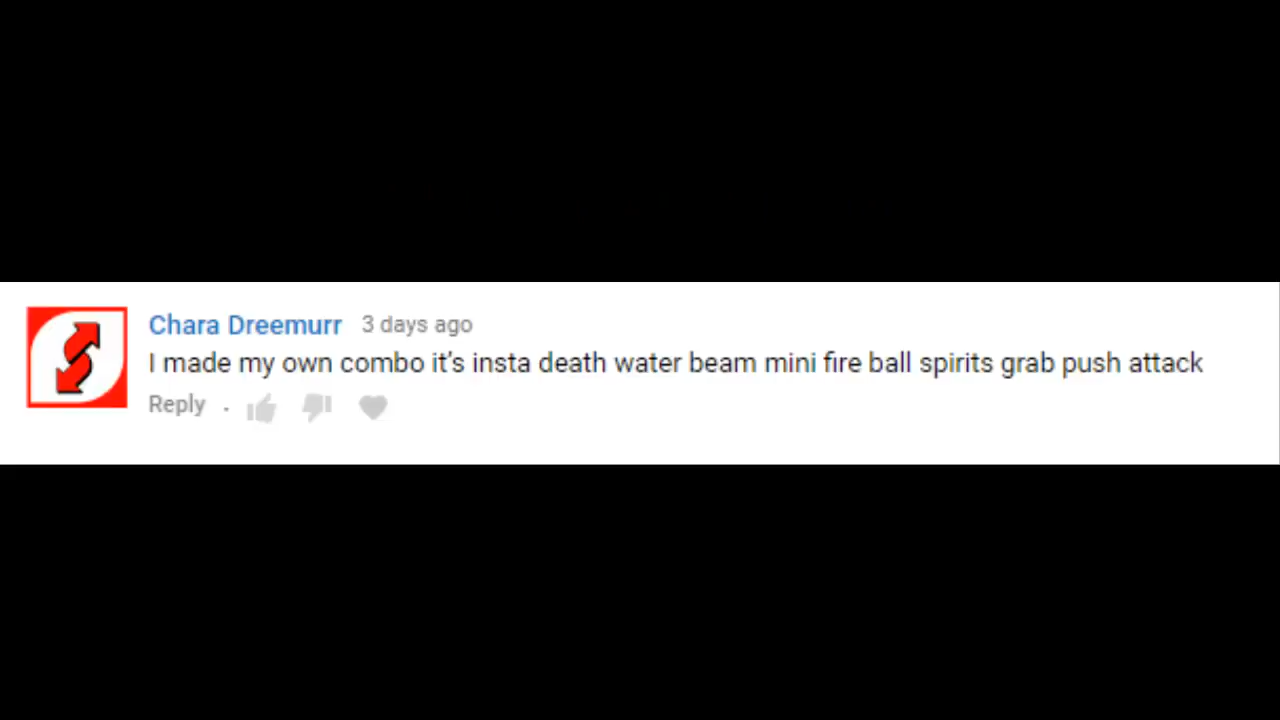 Chara Dreemurr 3 days ago
I made my own combo it's insta death water beam mini fire ball spirits grab push attack
Reply .